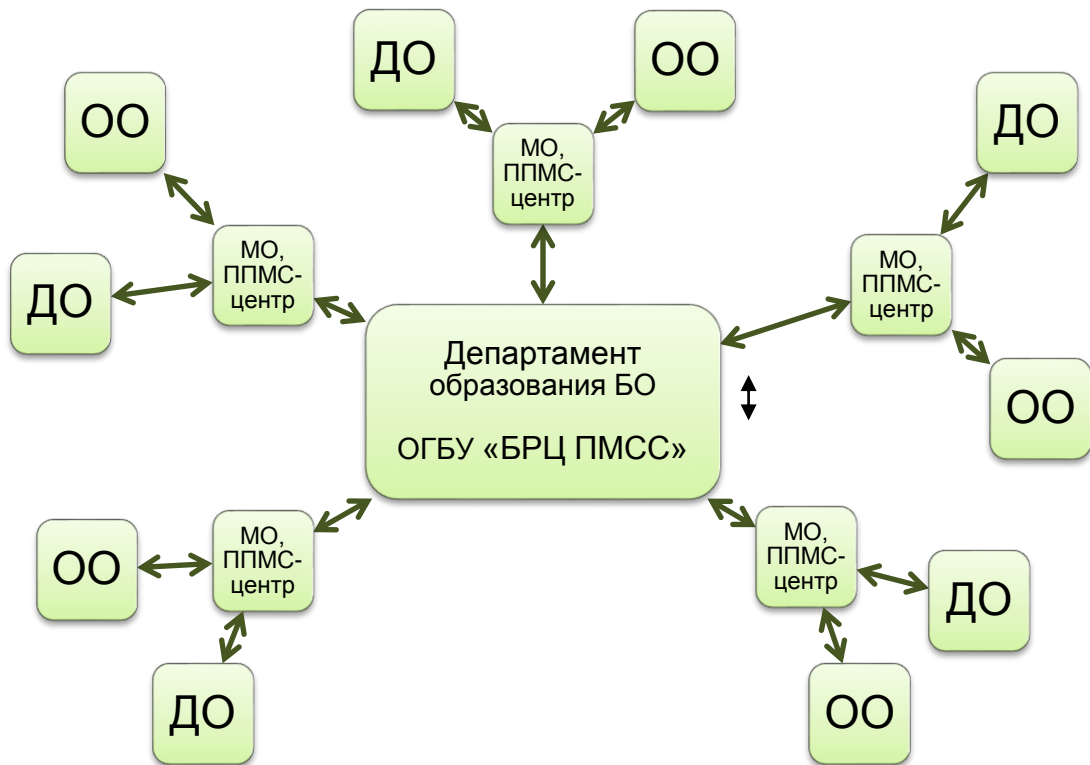 ДО
ОО
ОО
ДО
МО,
ППМС-
центр
МО,
ППМС-
центр
МО,
ППМС-
центр
ДО
Департамент
образования БО
ОГБУ «БРЦ ПМСС»
ОО
МО,
ППМС-
центр
МО,
ППМС-
центр
ОО
ДО
ДО
ОО